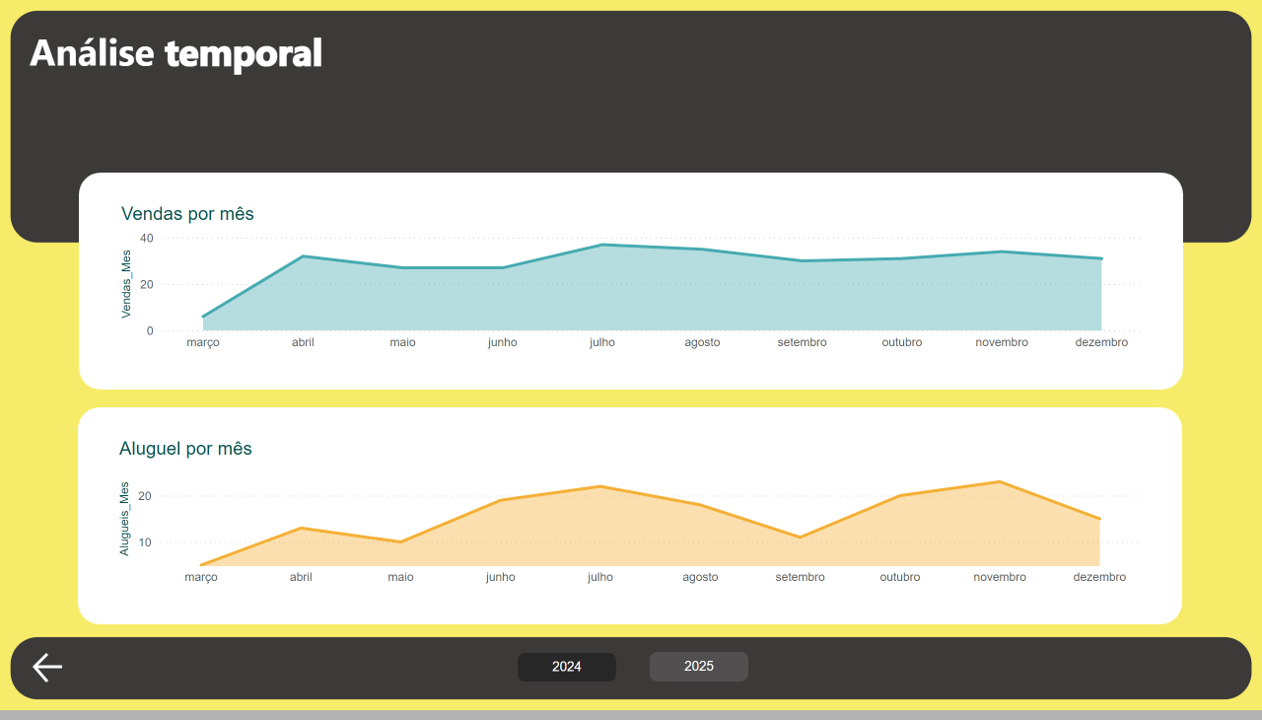 Análise temporal
Vendas por mês
Vendas_Mes
40
20
0
março abril maio junho julho agosto setembro outubro novembro dezembro
Aluguel por mês
Alugueis_Mes
20
10
março abril maio junho julho agosto setembro outubro novembro dezembro
2024 2025